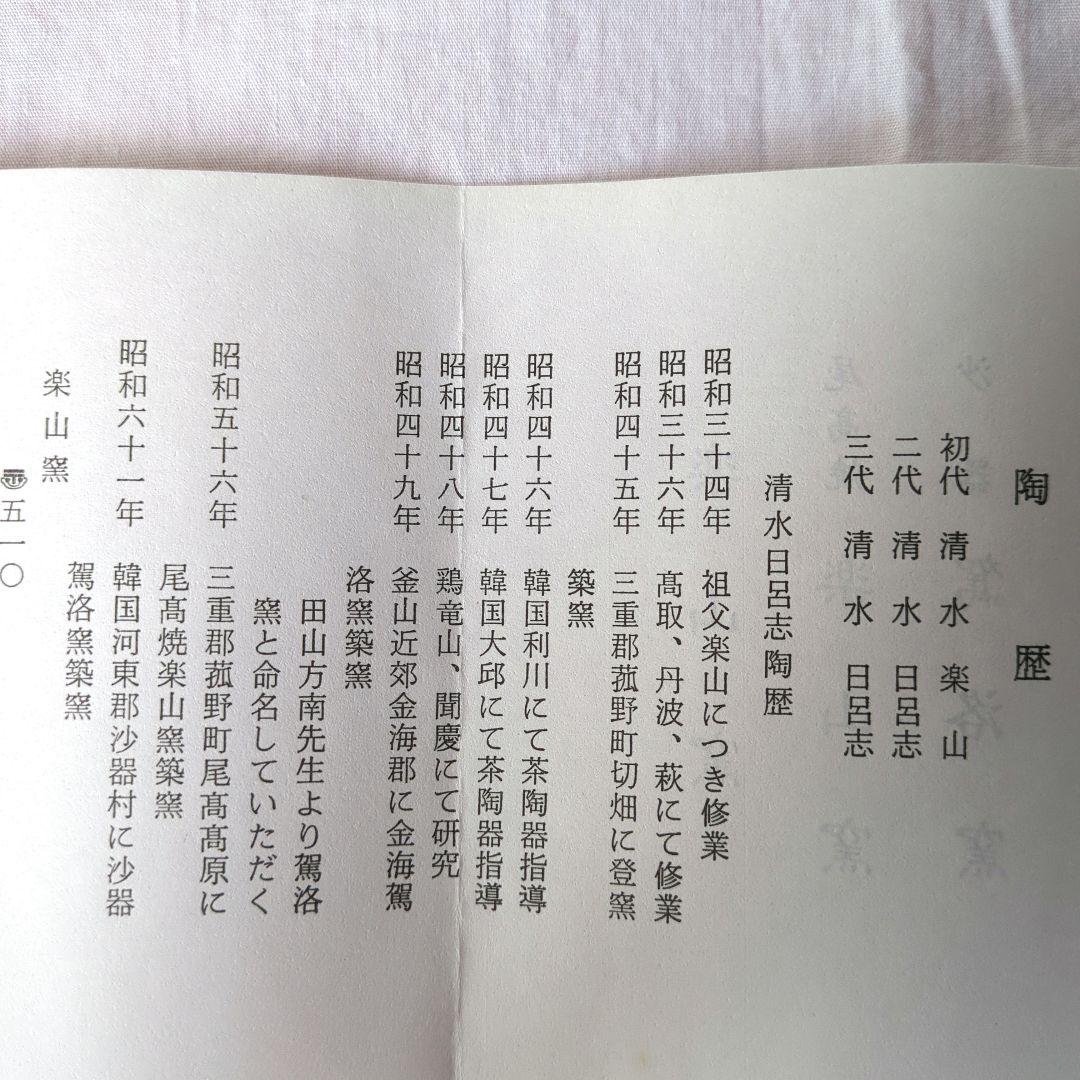 陶歴
初代 清水 楽山
二代 清水 日呂志
三代 清水 日呂志
清水日呂志陶歴
昭和三十四年 祖父楽山につき修業
昭和三十六年 髙取、丹波、萩にて修業
昭和四十五年 三重郡菰野町切畑に登窯
築窯
昭和四十六年 韓国利川にて茶陶器指導
昭和四十七年 韓国大邱にて茶陶器指導
昭和四十八年 鶏竜山、聞慶にて研究
昭和四十九年 釜山近郊金海郡に金海駕
洛窯築窯
田山方南先生より駕洛
窯と命名していただく
昭和五十六年 三重郡菰野町尾髙髙原に
尾髙焼楽山窯築窯
昭和六十一年 韓国河東郡沙器村に沙器
駕洛窯築窯
楽山窯
〠五一〇